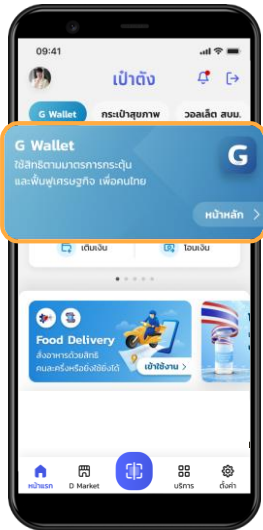 09:41
เป๋าตัง
G Wallet กระเป๋าสุขภาพ วอลเล็ต สบม.
G Wallet
ใช้สิทธิตามมาตรการกระตุ้น
และฟื้นฟูเศรษฐกิจ เพื่อคนไทย
G
หน้าหลัก >
เติมเงิน โอนเงิน
Food Delivery
สั่งอาหารด้วยสิทธิ
คนละครึ่งหรือยิ่งใช้ยิ่งได้
เข้าใช้งาน >
หน้าแรก D Market บริการ ตั้งค่า